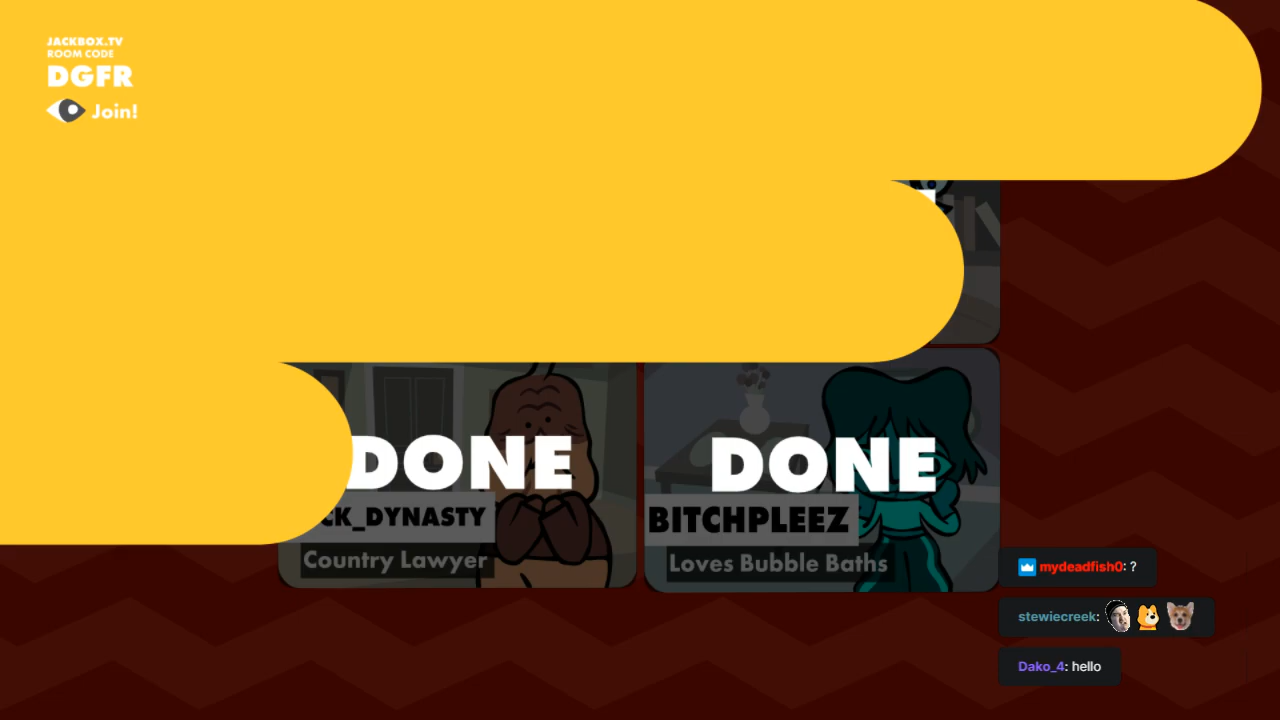 JACKBOX.TV
ROOM CODE
DGFR
Join!
DONE
DONE
CK_DYNASTY
BITCHPLEEZ
Country Lawyer
Loves Bubble Baths
mydeadfish0: ?
stewiecreek:
Dako_4: hello